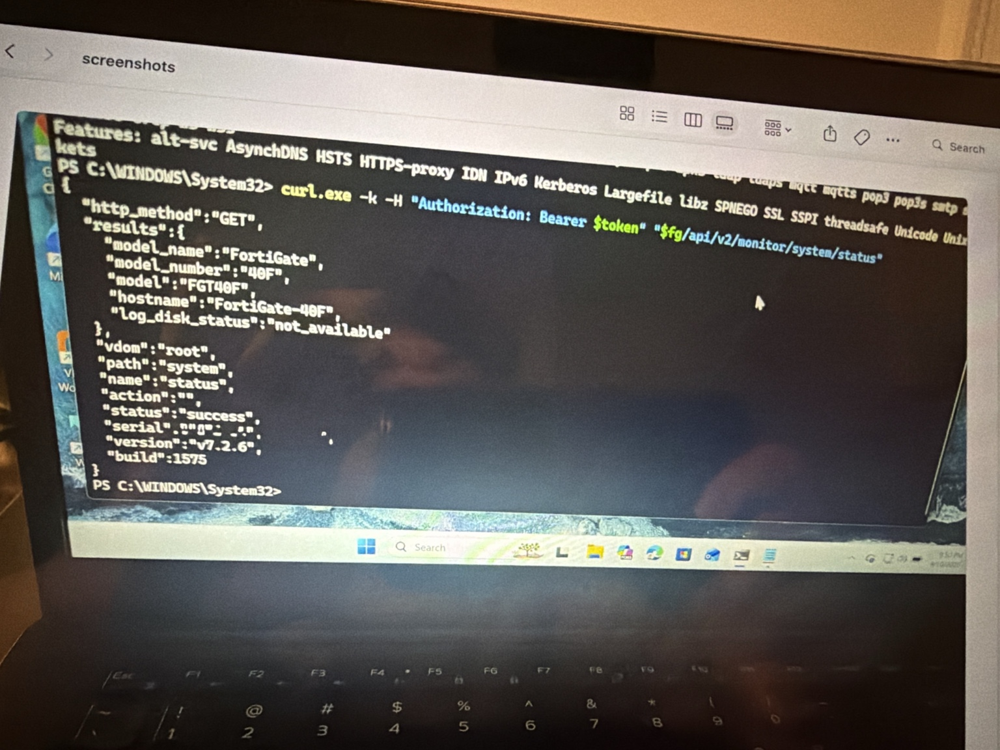 screenshots
Search
Features: alt-svc AsynchDNS HSTS HTTPS-proxy IDN IPv6 Kerberos Largefile libz SPNEGO SSL SSPI threadsafe Unicode
mqtt mqtts pop3 pop3s smtp
kets
PS C:\WINDOWS\System32> curl.exe -k -H "Authorization: Bearer $token" "$fg/api/v2/monitor/system/status"
{
"http_method":"GET",
"results":{
"model_name":"FortiGate",
"model_number":"40F",
"model":"FGT40F",
"hostname":"FortiGate-40F",
"log_disk_status":"not_available"
},
"vdom":"root",
"path":"system",
"name":"status",
"action":"",
"status":"success",
"serial"
"version":"v7.2.6",
"build":1575
}
PS C:\WINDOWS\System32>
Search
Esc F1 F2 F3 F4 F5 F6 F7 F8 F9
! @ # $ % ^ & * (
1 2 3 4 5 6 7 8 9 0